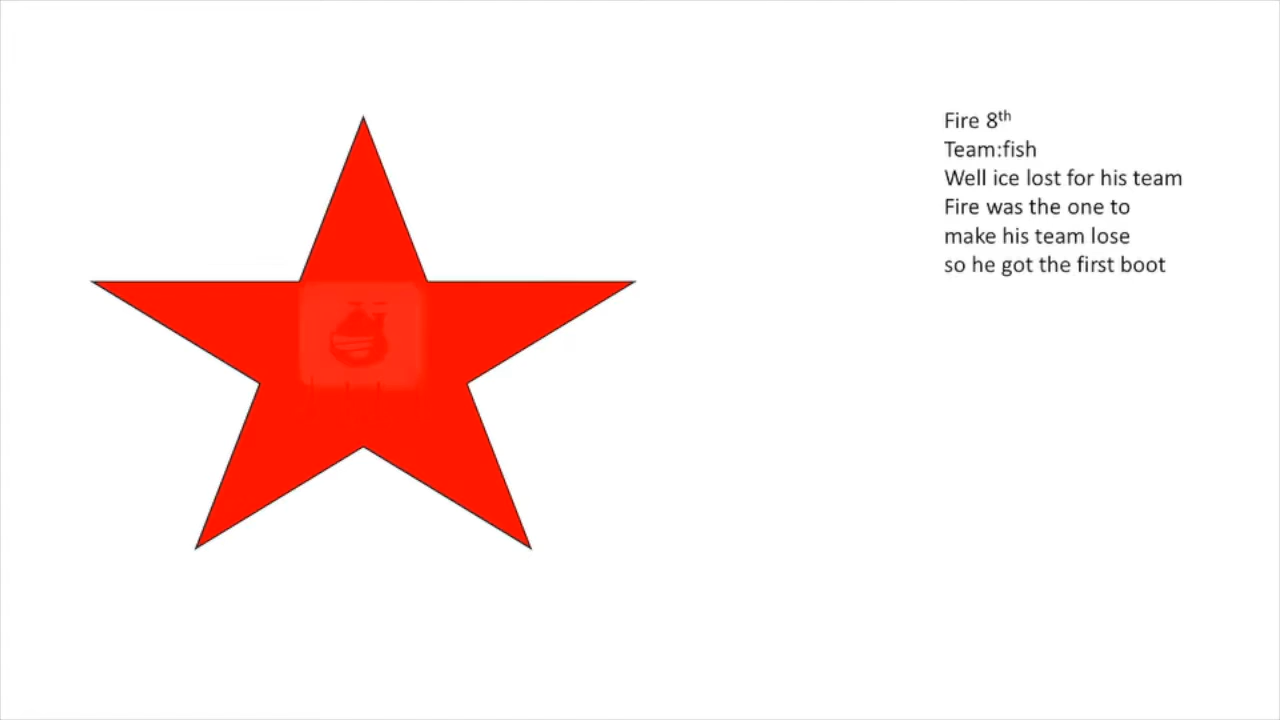 Fire 8th
Team:fish
Well ice lost for his team
Fire was the one to
make his team lose
so he got the first boot